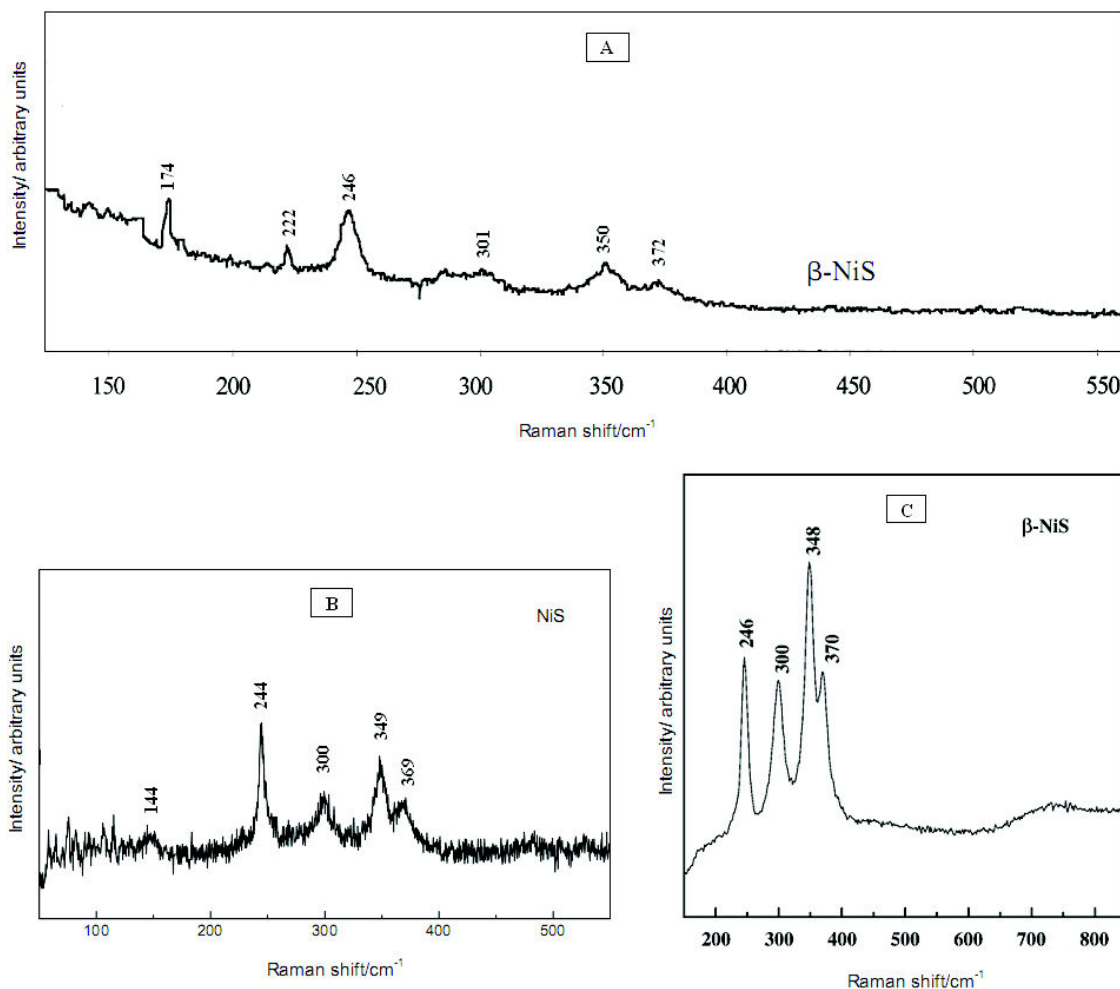 A
Intensity/ arbitrary units
174
222
246
301
350
372
β-NiS
150 200 250 300 350 400 450 500 550
Raman shift/cm-1
B
NiS
Intensity/ arbitrary units
144
244
300
349
369
100 200 300 400 500
Raman shift/cm-1
C
β-NiS
Intensity/ arbitrary units
246
300
348
370
200 300 400 500 600 700 800
Raman shift/cm-1